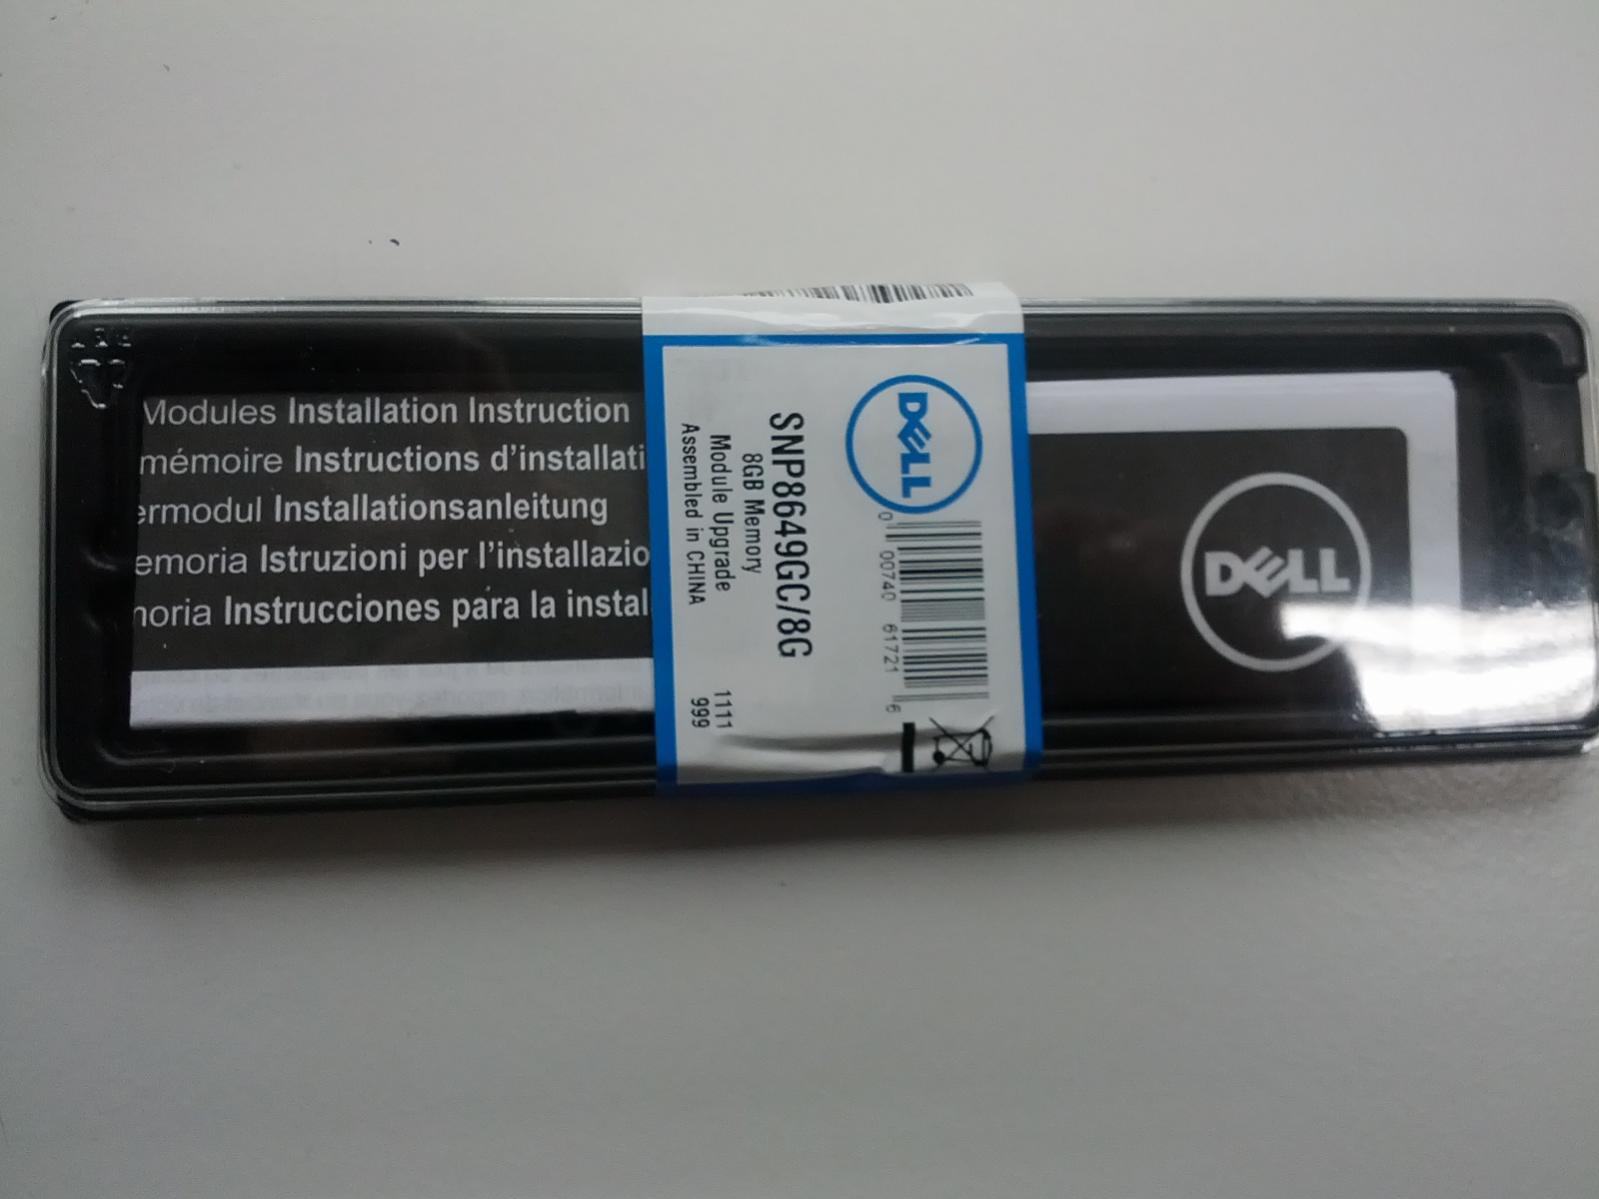 Modules Installation Instruction
mémoire Instructions d'installati
ermodul Installationsanleitung
emoria Istruzioni per l'installazio
noria Instrucciones para la instal
DELL
SNP8649GC/8G
8GB Memory
Module Upgrade 1111
Assembled in CHINA 999
0 00740 61721 6
DELL